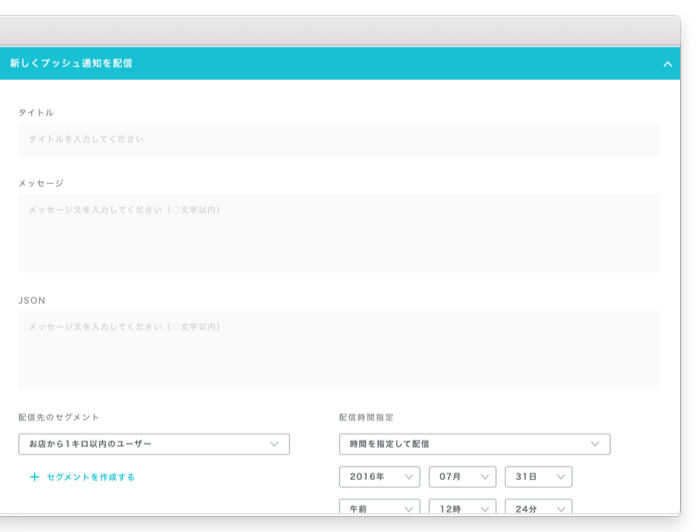 新しくプッシュ通知を配信
タイトル
タイトルを入力してください
メッセージ
メッセージ文を入力してください（○文字以内）
JSON
メッセージ文を入力してください（○文字以内）
配信先のセグメント
お店から1キロ以内のユーザー
＋ セグメントを作成する
配信時間指定
時間を指定して配信
2016年 07月 31日
午前 12時 24分